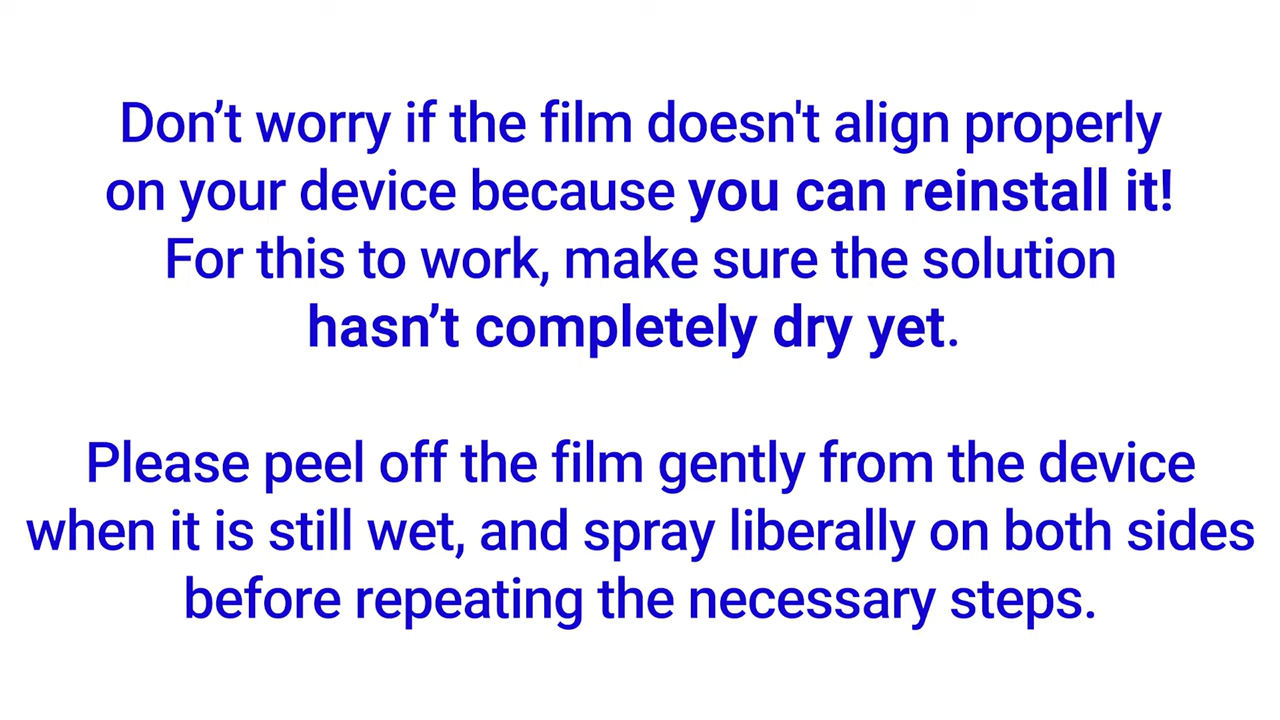 Don’t worry if the film doesn't align properly
on your device because you can reinstall it!
For this to work, make sure the solution
hasn’t completely dry yet.
Please peel off the film gently from the device
when it is still wet, and spray liberally on both sides
before repeating the necessary steps.